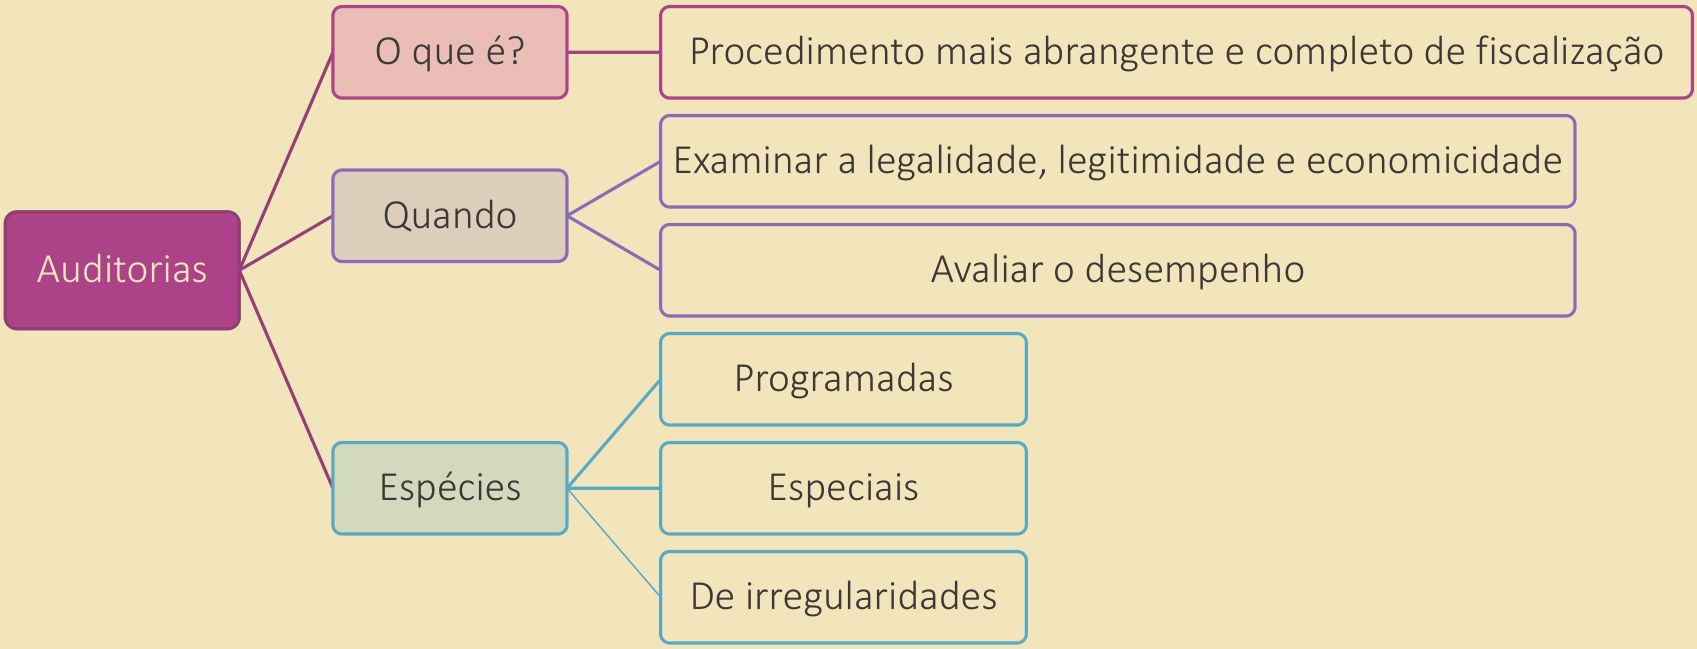 Auditorias
O que é?
Procedimento mais abrangente e completo de fiscalização
Quando
Examinar a legalidade, legitimidade e economicidade
Avaliar o desempenho
Espécies
Programadas
Especiais
De irregularidades